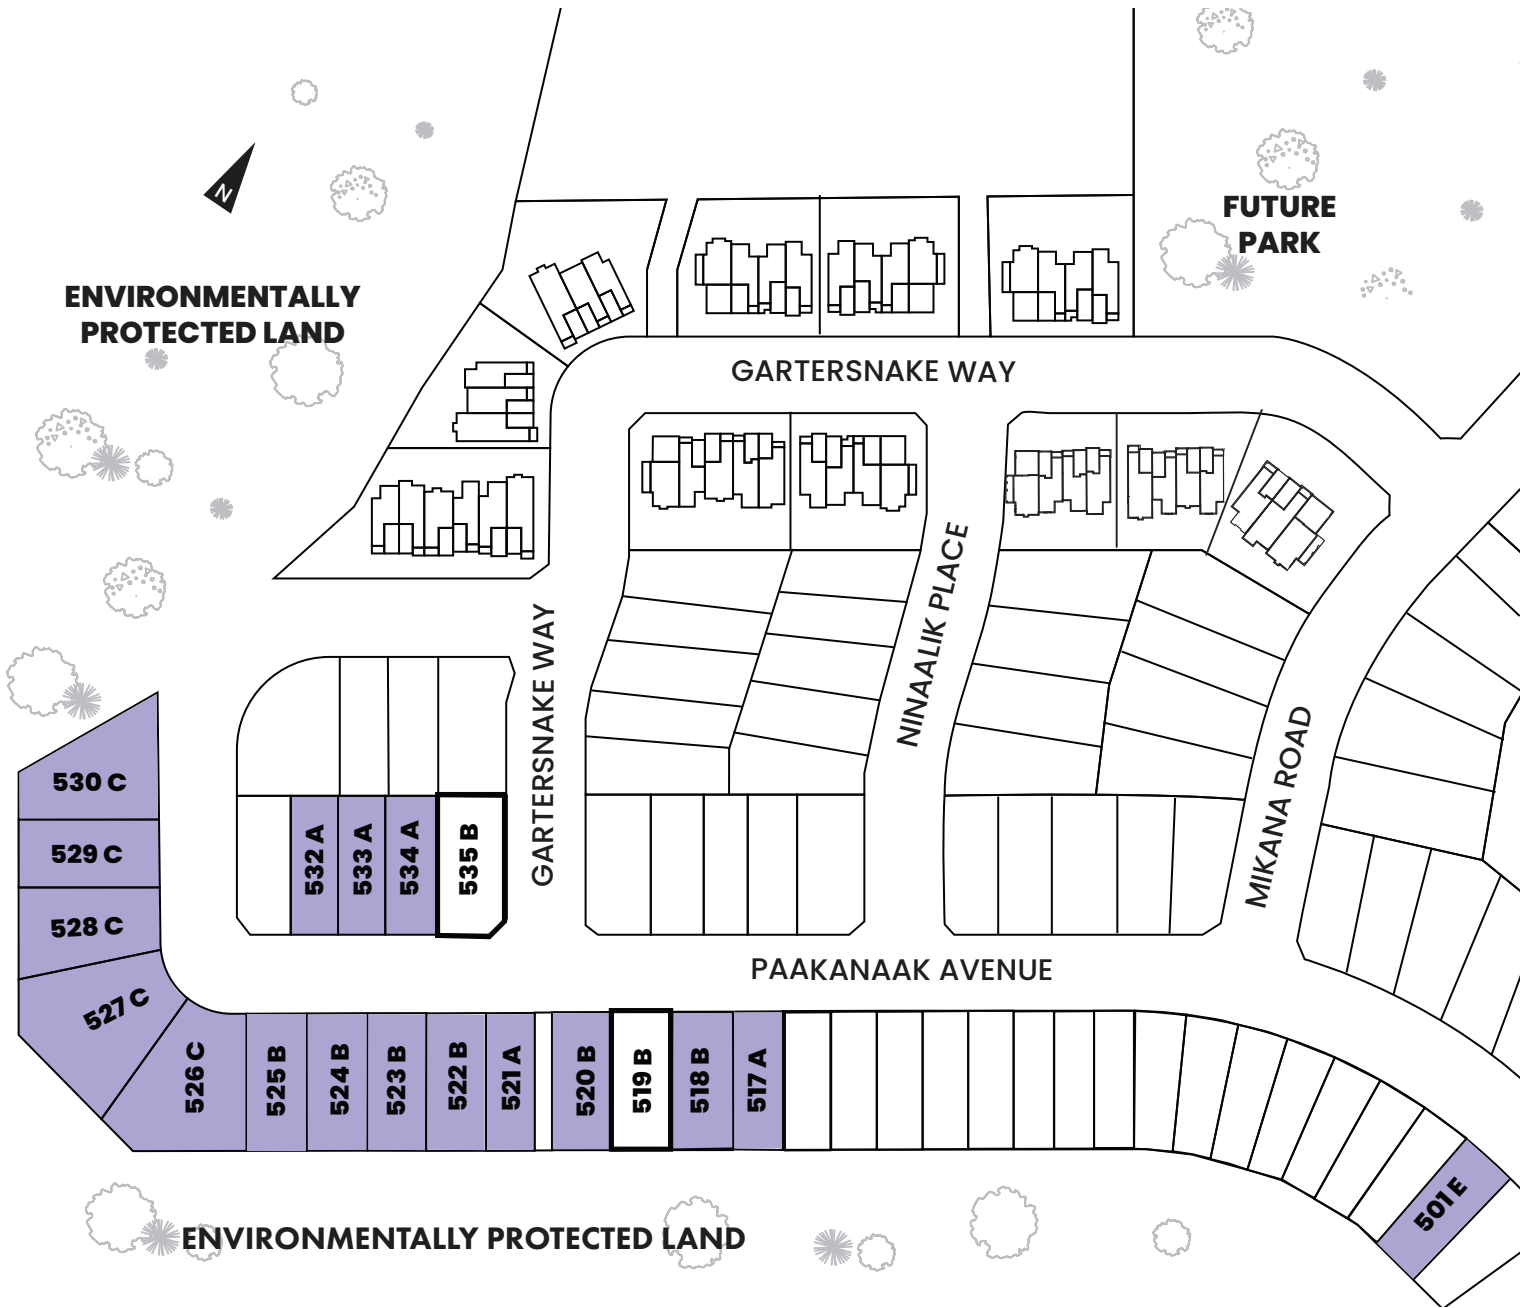 N
FUTURE
PARK
ENVIRONMENTALLY
PROTECTED LAND
GARTERSNAKE WAY
NINAALIK PLACE
GARTERSNAKE WAY
MIKANA ROAD
530 C
529 C
528 C
527 C
532 A
533 A
534 A
535 B
PAAKANAAK AVENUE
526 C
525 B
524 B
523 B
522 B
521 A
520 B
519 B
518 B
517 A
501 E
ENVIRONMENTALLY PROTECTED LAND